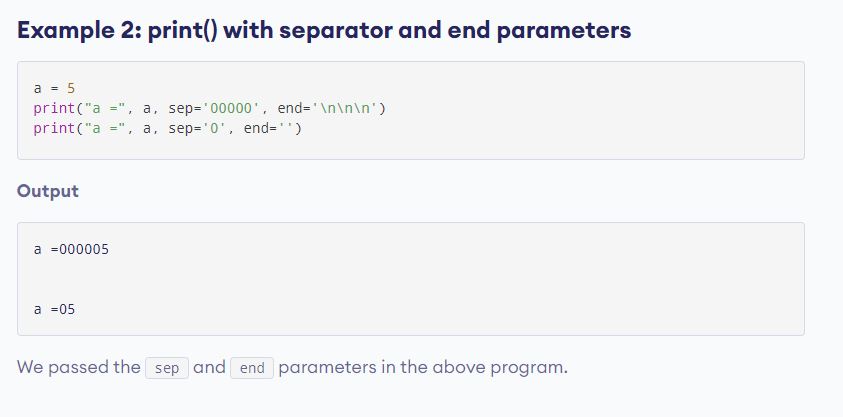 Example 2: print() with separator and end parameters
a = 5
print("a =", a, sep='00000', end='\n\n\n')
print("a =", a, sep='0', end='')
Output
a =000005
a =05
We passed the sep and end parameters in the above program.